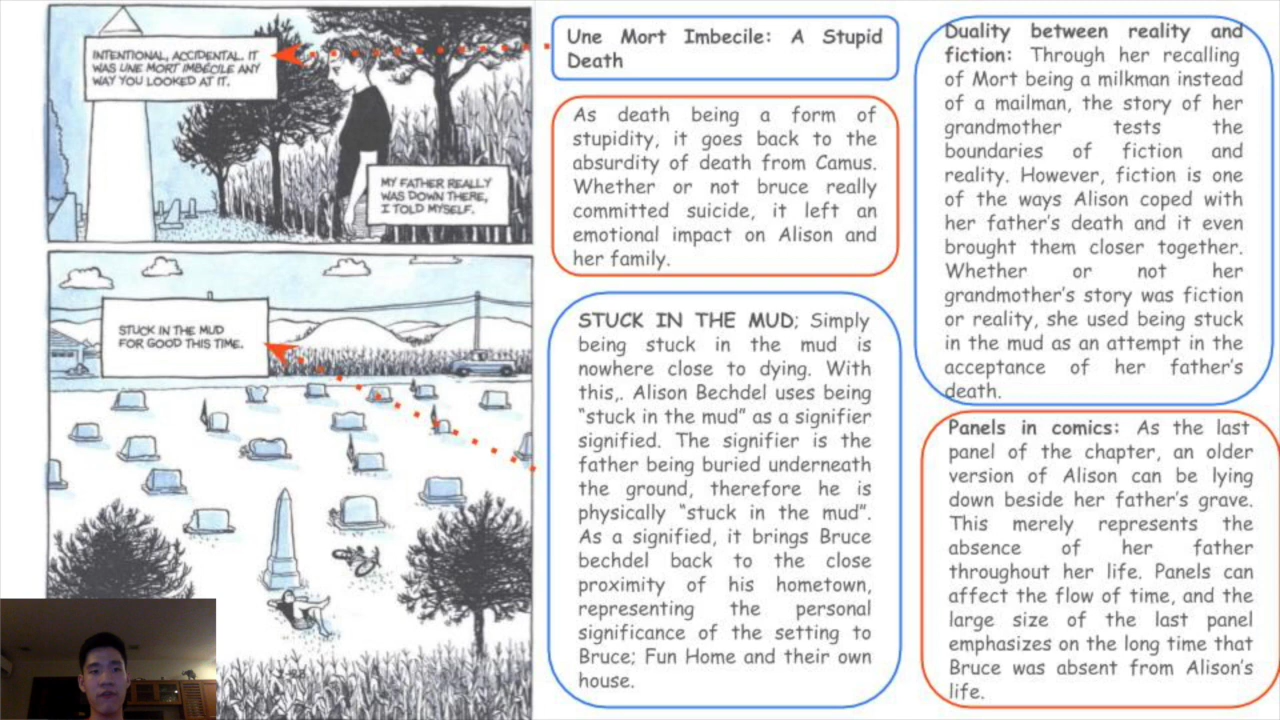 INTENTIONAL, ACCIDENTAL. IT
WAS UNE MORT IMBÉCILE ANY
WAY YOU LOOKED AT IT.
MY FATHER REALLY
WAS DOWN THERE,
I TOLD MYSELF.
STUCK IN THE MUD
FOR GOOD THIS TIME.
Une Mort Imbecile: A Stupid
Death
As death being a form of
stupidity, it goes back to the
absurdity of death from Camus.
Whether or not bruce really
committed suicide, it left an
emotional impact on Alison and
her family.
STUCK IN THE MUD; Simply
being stuck in the mud is
nowhere close to dying. With
this,. Alison Bechdel uses being
“stuck in the mud” as a signifier
signified. The signifier is the
father being buried underneath
the ground, therefore he is
physically “stuck in the mud”.
As a signified, it brings Bruce
bechdel back to the close
proximity of his hometown,
representing the personal
significance of the setting to
Bruce; Fun Home and their own
house.
Duality between reality and
fiction: Through her recalling
of Mort being a milkman instead
of a mailman, the story of her
grandmother tests the
boundaries of fiction and
reality. However, fiction is one
of the ways Alison coped with
her father’s death and it even
brought them closer together.
Whether or not her
grandmother’s story was fiction
or reality, she used being stuck
in the mud as an attempt in the
acceptance of her father’s
death.
Panels in comics: As the last
panel of the chapter, an older
version of Alison can be lying
down beside her father’s grave.
This merely represents the
absence of her father
throughout her life. Panels can
affect the flow of time, and the
large size of the last panel
emphasizes on the long time that
Bruce was absent from Alison’s
life.